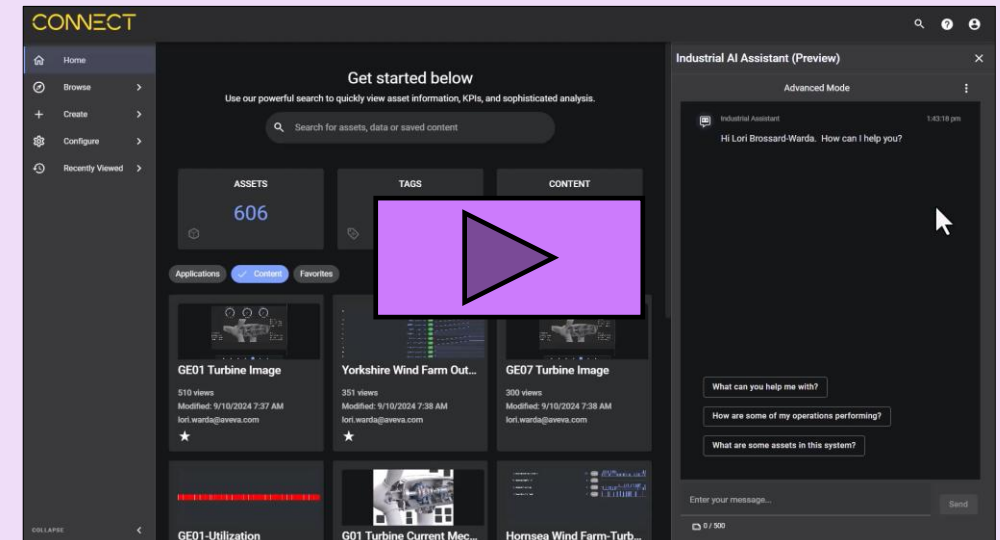 CONNECT
Home
Browse
Create
Configure
Recently Viewed
COLLAPSE
Get started below
Use our powerful search to quickly view asset information, KPIs, and sophisticated analysis.
Search for assets, data or saved content
ASSETS
606
TAGS
CONTENT
Applications
Content
Favorites
GE01 Turbine Image
510 views
Modified: 9/10/2024 7:37 AM
lori.warda@aveva.com
Yorkshire Wind Farm Out...
351 views
Modified: 9/10/2024 7:38 AM
lori.warda@aveva.com
GE07 Turbine Image
300 views
Modified: 9/10/2024 7:38 AM
lori.warda@aveva.com
GE01-Utilization
G01 Turbine Current Mec...
Hornsea Wind Farm-Turb...
Industrial AI Assistant (Preview)
Advanced Mode
Industrial Assistant
1:43:18 pm
Hi Lori Brossard-Warda. How can I help you?
What can you help me with?
How are some of my operations performing?
What are some assets in this system?
Enter your message...
Send
0 / 500